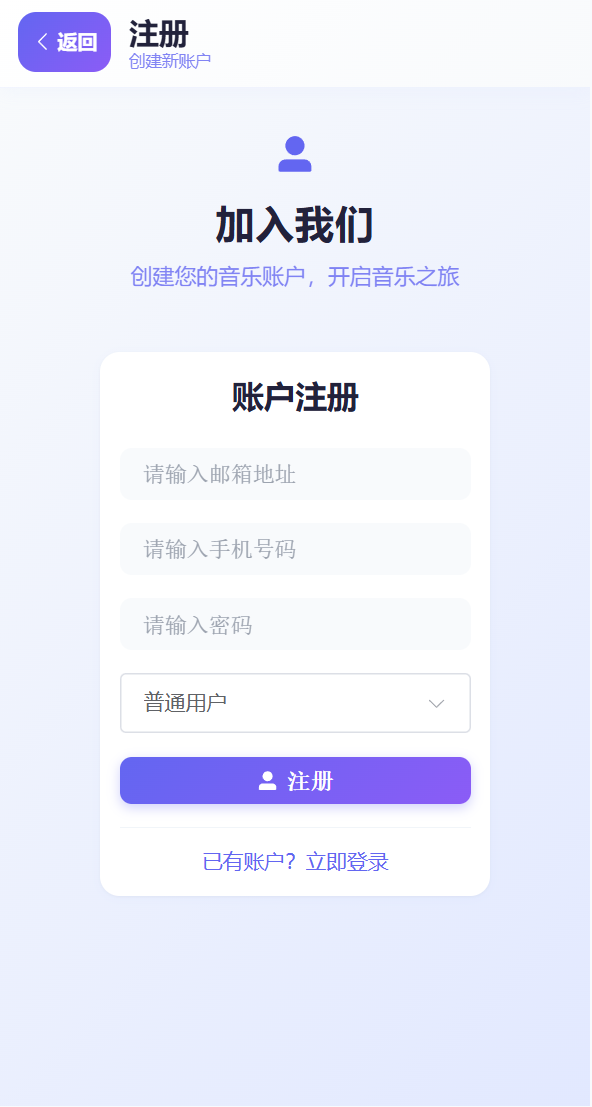 返回
注册
创建新账户
加入我们
创建您的音乐账户，开启音乐之旅
账户注册
请输入邮箱地址
请输入手机号码
请输入密码
普通用户
注册
已有账户？立即登录